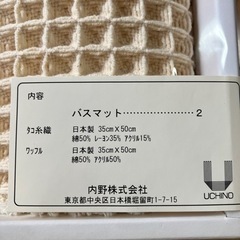 内容
バスマット………………… 2
タコ糸織 日本製 35cm×50cm
綿50% レーヨン35% アクリル15%
ワッフル 日本製 35cm×50cm
綿50% アクリル50%
内野株式会社
東京都中央区日本橋堀留町1-7-15
UCHINO